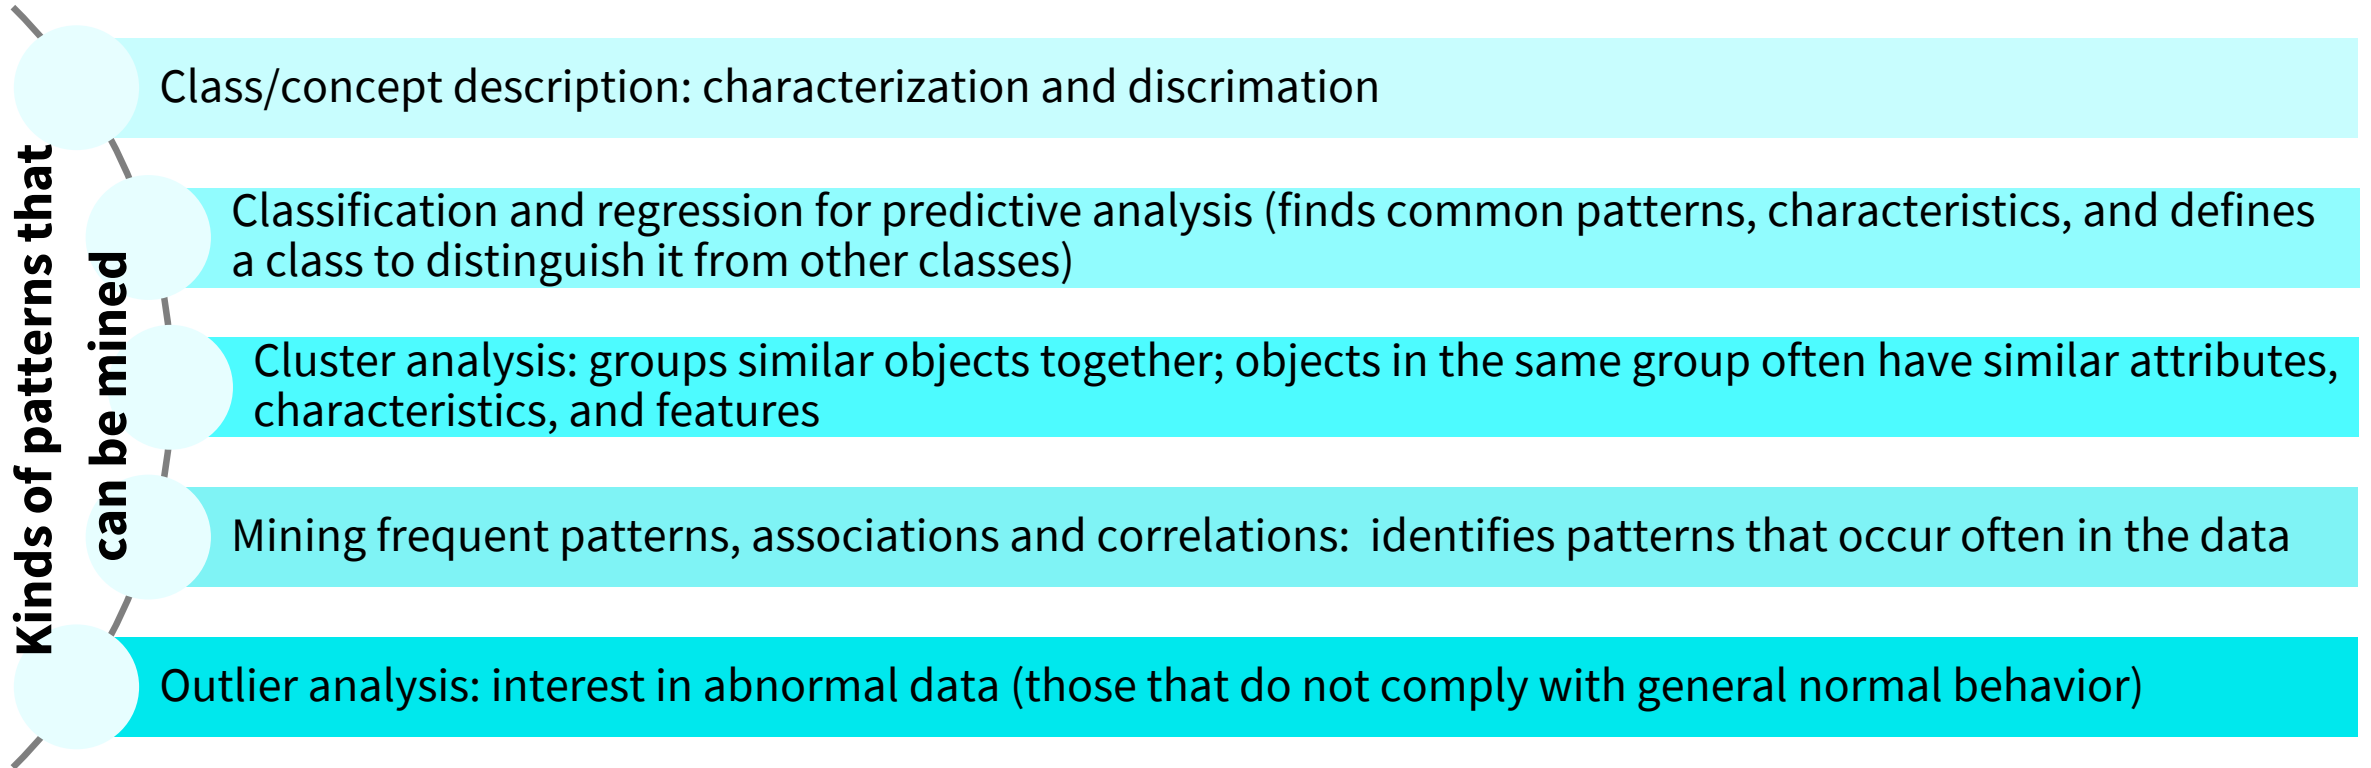 Kinds of patterns that
can be mined
Class/concept description: characterization and discrimation
Classification and regression for predictive analysis (finds common patterns, characteristics, and defines
a class to distinguish it from other classes)
Cluster analysis: groups similar objects together; objects in the same group often have similar attributes,
characteristics, and features
Mining frequent patterns, associations and correlations:  identifies patterns that occur often in the data
Outlier analysis: interest in abnormal data (those that do not comply with general normal behavior)